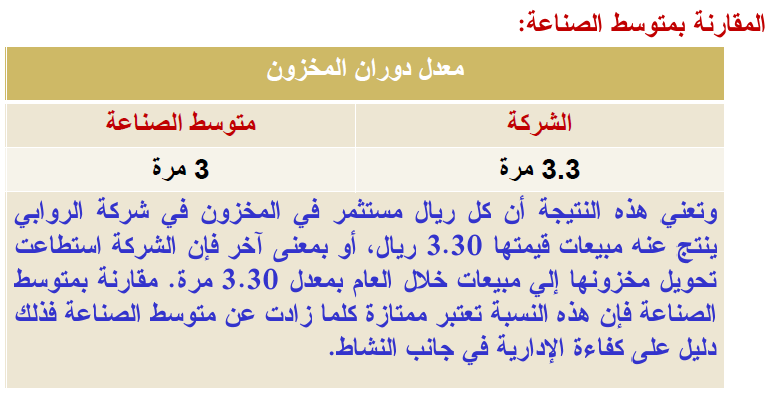 المقارنة بمتوسط الصناعة:
معدل دوران المخزون
الشركة
متوسط الصناعة
3.3 مرة
3 مرة
وتعني هذه النتيجة أن كل ريال مستثمر في المخزون في شركة الروابي
ينتج عنه مبيعات قيمتها 3.30 ريال، أو بمعنى آخر فإن الشركة استطاعت
تحويل مخزونها إلي مبيعات خلال العام بمعدل 3.30 مرة. مقارنة بمتوسط
الصناعة فإن هذه النسبة تعتبر ممتازة كلما زادت عن متوسط الصناعة فذلك
دليل على كفاءة الإدارية في جانب النشاط.